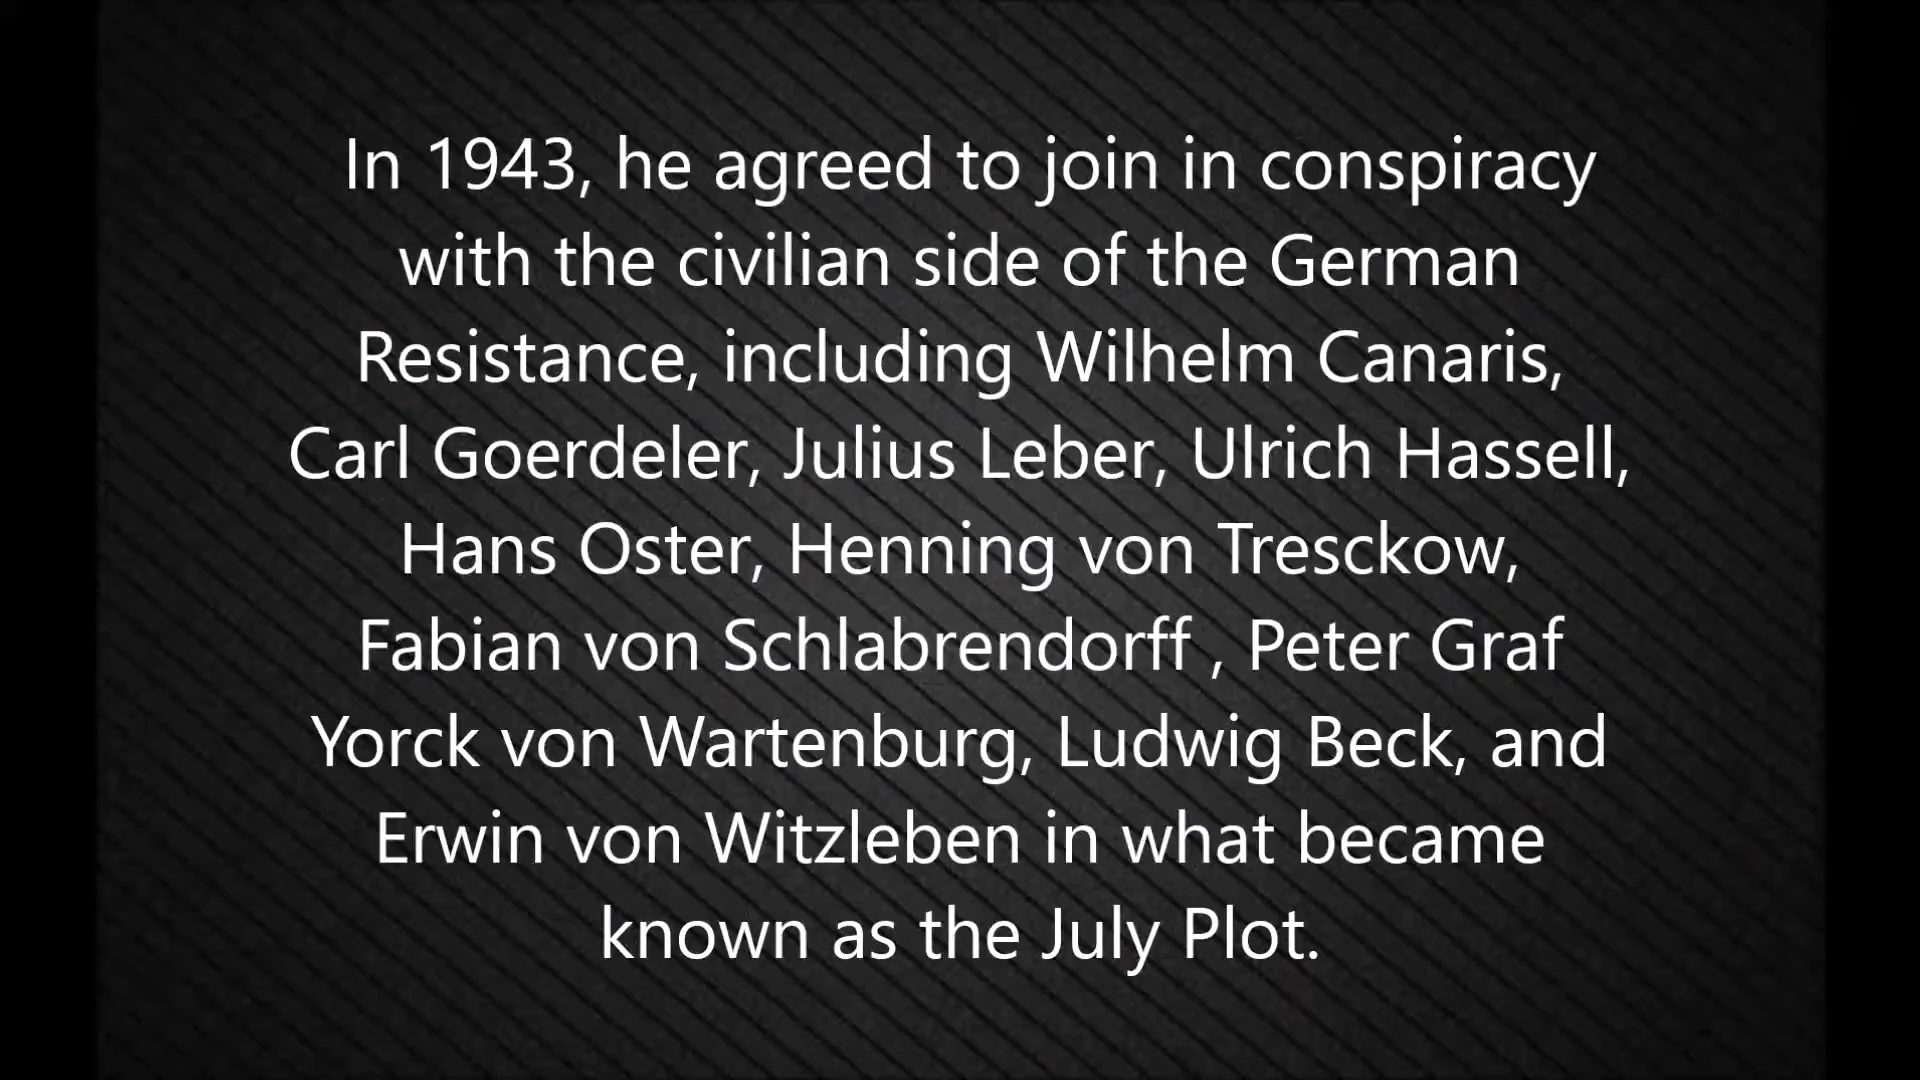 In 1943, he agreed to join in conspiracy
with the civilian side of the German
Resistance, including Wilhelm Canaris,
Carl Goerdeler, Julius Leber, Ulrich Hassell,
Hans Oster, Henning von Tresckow,
Fabian von Schlabrendorff , Peter Graf
Yorck von Wartenburg, Ludwig Beck, and
Erwin von Witzleben in what became
known as the July Plot.